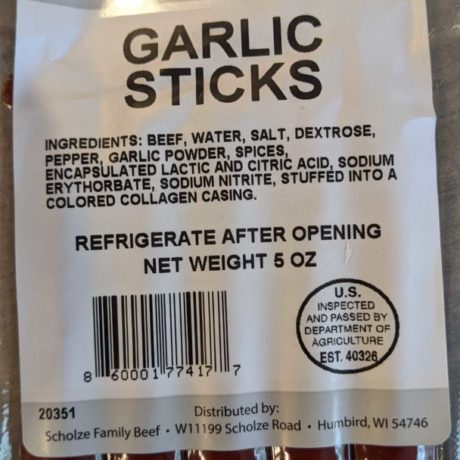 GARLIC
STICKS
INGREDIENTS: BEEF, WATER, SALT, DEXTROSE,
PEPPER, GARLIC POWDER, SPICES,
ENCAPSULATED LACTIC AND CITRIC ACID, SODIUM
ERYTHORBATE, SODIUM NITRITE, STUFFED INTO A
COLORED COLLAGEN CASING.
REFRIGERATE AFTER OPENING
NET WEIGHT 5 OZ
U.S.
INSPECTED
AND PASSED BY
DEPARTMENT OF
AGRICULTURE
EST. 40326
8 60001 77417 7
20351
Distributed by:
Scholze Family Beef • W11199 Scholze Road • Humbird, WI 54746